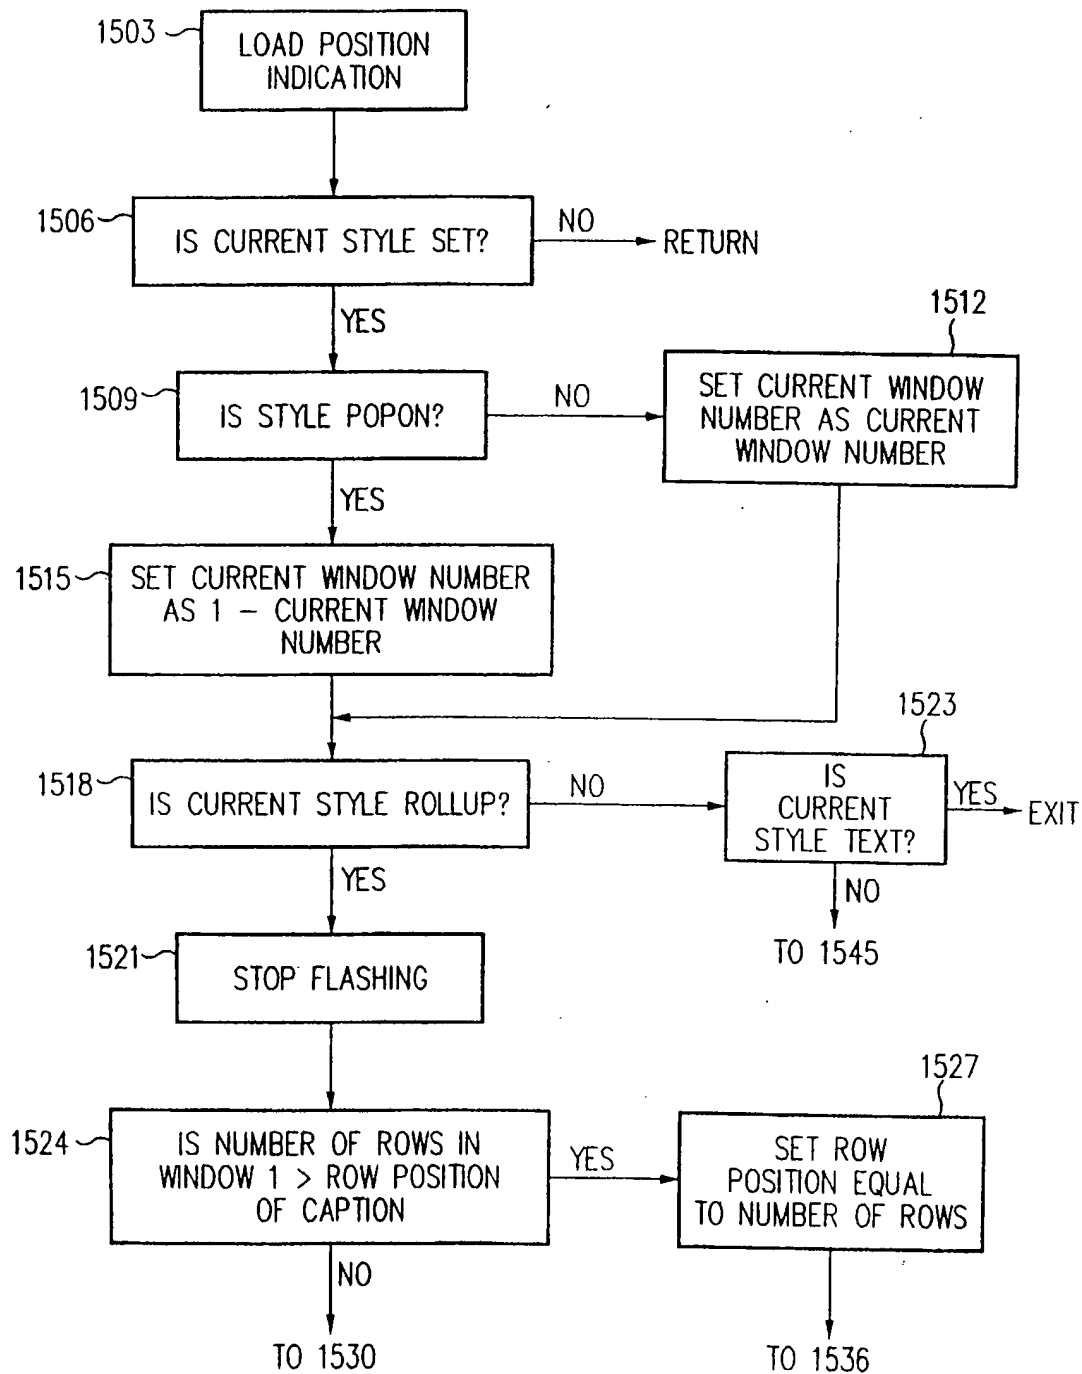 1503
LOAD POSITION
INDICATION
1506
IS CURRENT STYLE SET?
NO
RETURN
YES
1509
IS STYLE POPON?
NO
1512
SET CURRENT WINDOW
NUMBER AS CURRENT
WINDOW NUMBER
YES
1515
SET CURRENT WINDOW NUMBER
AS 1 – CURRENT WINDOW
NUMBER
1518
IS CURRENT STYLE ROLLUP?
NO
1523
IS
CURRENT
STYLE TEXT?
YES
EXIT
NO
TO 1545
YES
1521
STOP FLASHING
1524
IS NUMBER OF ROWS IN
WINDOW 1 > ROW POSITION
OF CAPTION
YES
1527
SET ROW
POSITION EQUAL
TO NUMBER OF ROWS
NO
TO 1530
TO 1536